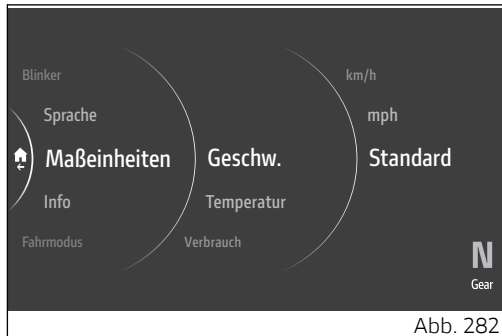 Blinker
Sprache
Maßeinheiten
Info
Fahrmodus
Geschw.
Temperatur
Verbrauch
km/h
mph
Standard
N
Gear
Abb. 282